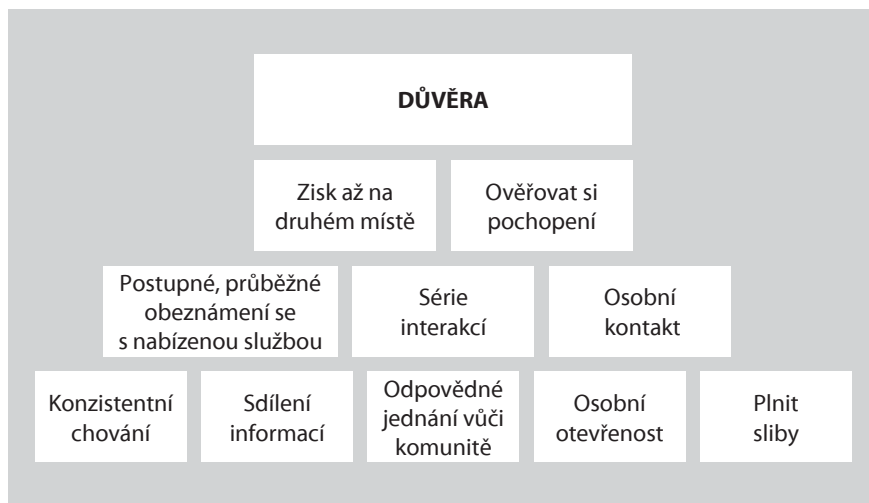 DŮVĚRA
Zisk až na
druhém místě
Ověřovat si
pochopení
Postupné, průběžné
obeznámení se
s nabízenou službou
Série
interakcí
Osobní
kontakt
Konzistentní
chování
Sdílení
informací
Odpovědné
jednání vůči
komunitě
Osobní
otevřenost
Plnit
sliby